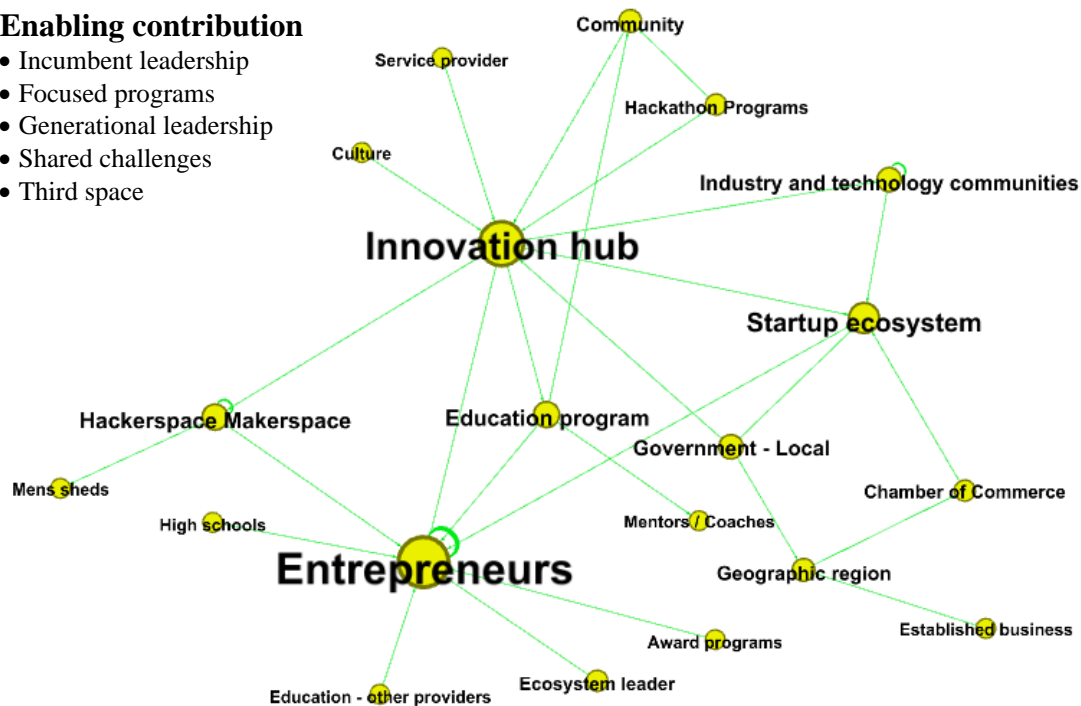 Enabling contribution
• Incumbent leadership
• Focused programs
• Generational leadership
• Shared challenges
• Third space
Community
Service provider
Hackathon Programs
Culture
Industry and technology communities
Innovation hub
Startup ecosystem
Hackerspace Makerspace
Education program
Government - Local
Mens sheds
High schools
Mentors / Coaches
Chamber of Commerce
Entrepreneurs
Geographic region
Established business
Award programs
Ecosystem leader
Education - other providers